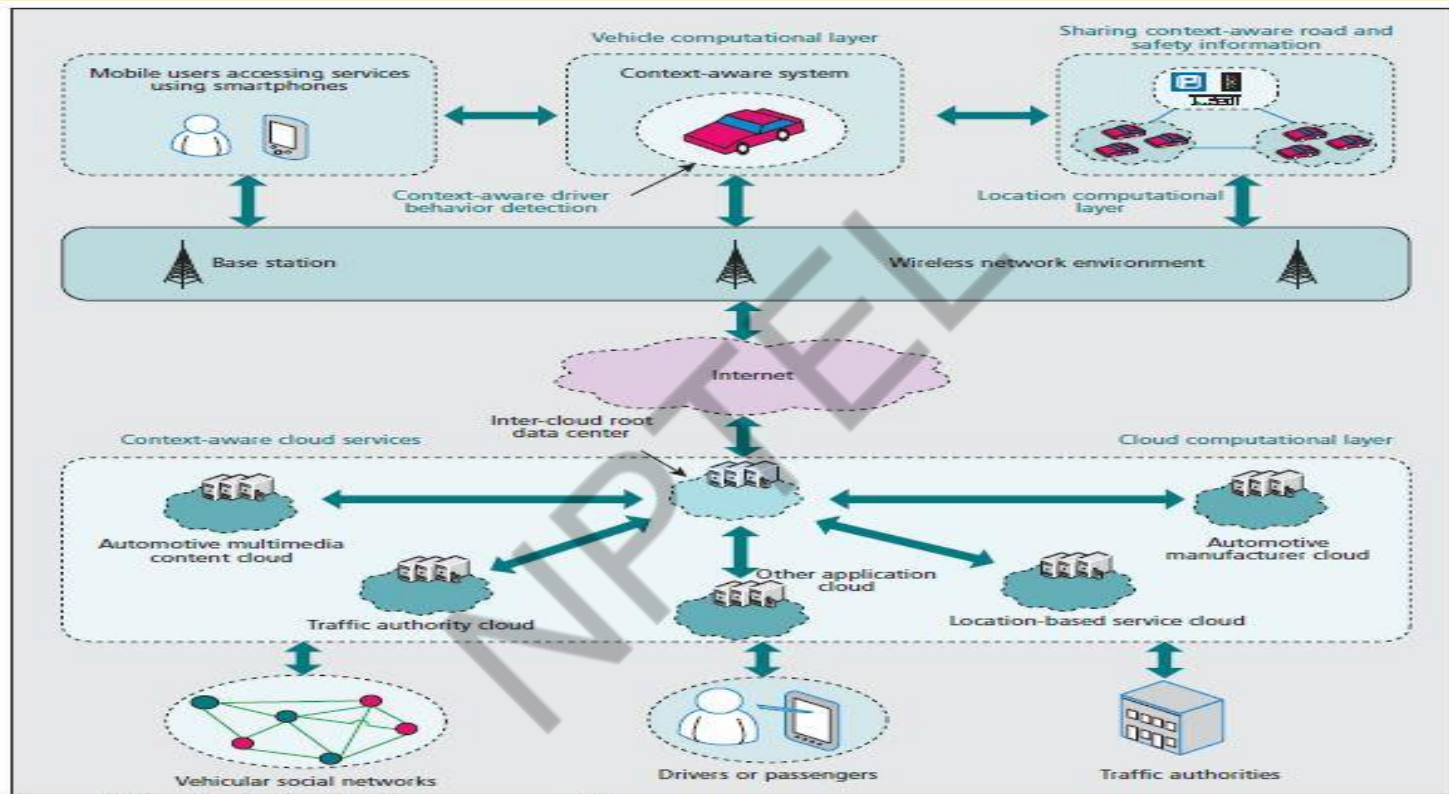 Vehicle computational layer
Sharing context-aware road and
safety information
Mobile users accessing services
using smartphones
Context-aware system
P
Context-aware driver
behavior detection
Location computational
layer
Base station
Wireless network environment
Internet
Inter-cloud root
data center
Context-aware cloud services
Cloud computational layer
Automotive multimedia
content cloud
Automotive
manufacturer cloud
Other application
cloud
Traffic authority cloud
Location-based service cloud
Vehicular social networks
Drivers or passengers
Traffic authorities
NPTEL